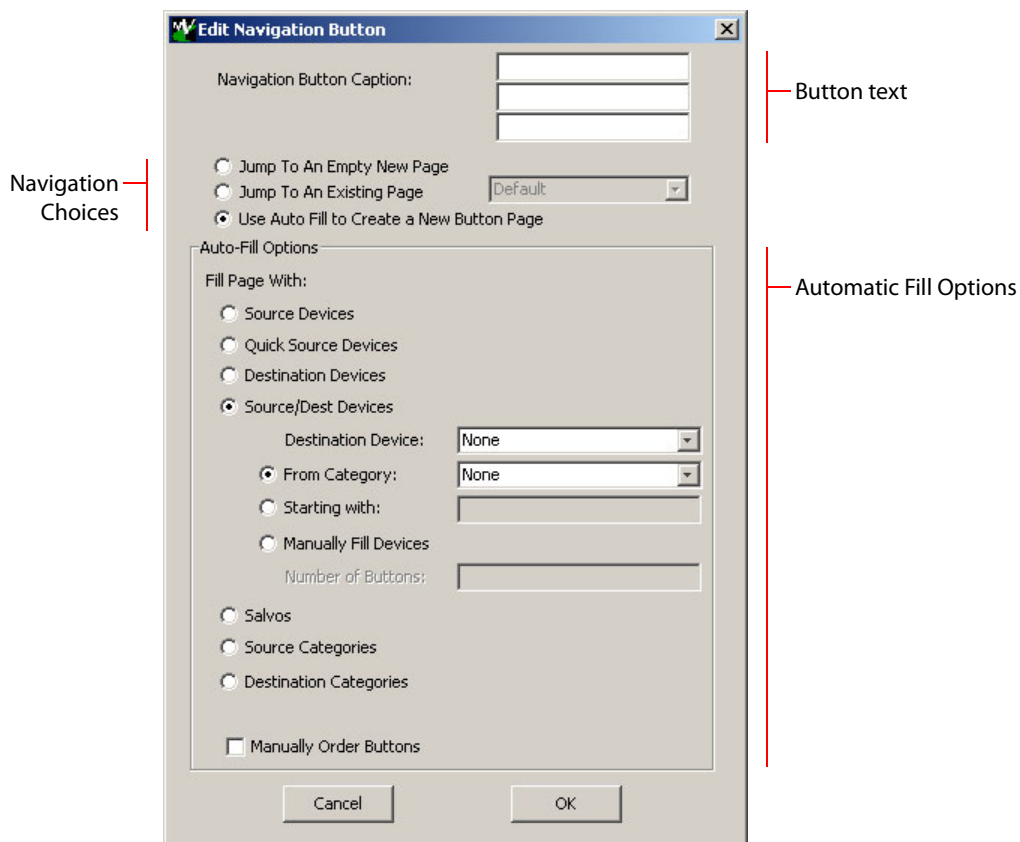 Edit Navigation Button
Navigation Button Caption:
Button text
Navigation
Choices
Jump To An Empty New Page
Jump To An Existing Page
Default
Use Auto Fill to Create a New Button Page
Auto-Fill Options
Automatic Fill Options
Fill Page With:
Source Devices
Quick Source Devices
Destination Devices
Source/Dest Devices
Destination Device:
None
From Category:
None
Starting with:
Manually Fill Devices
Number of Buttons:
Salvos
Source Categories
Destination Categories
Manually Order Buttons
Cancel
OK